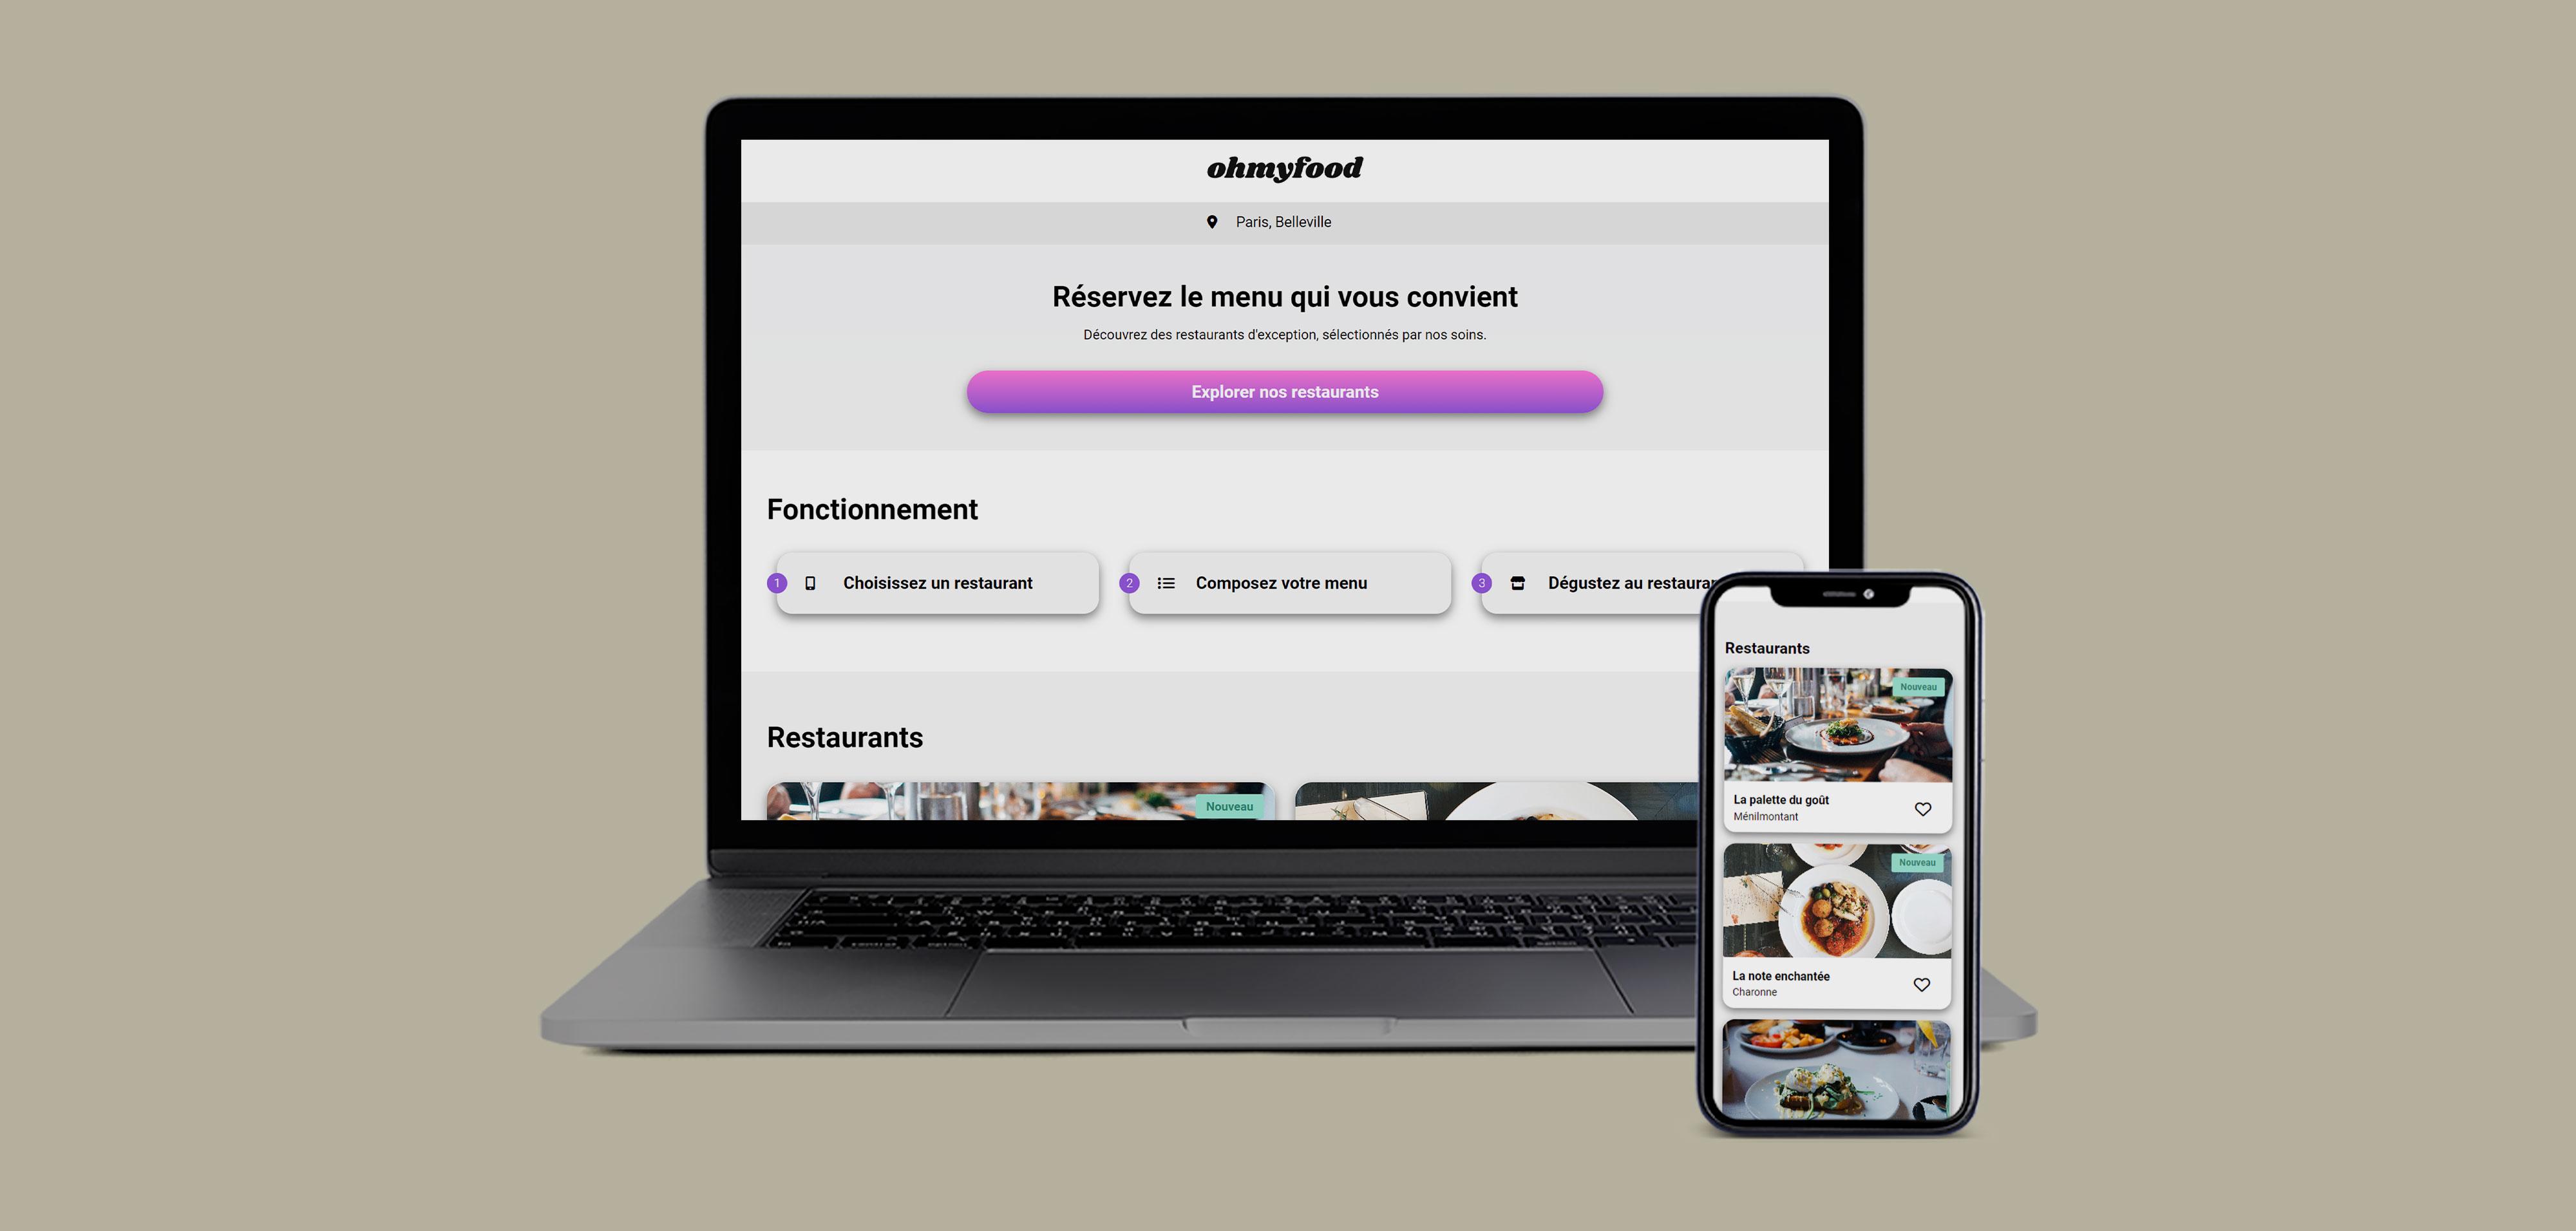 ohmyfood
Paris, Belleville
Réservez le menu qui vous convient
Découvrez des restaurants d'exception, sélectionnés par nos soins.
Explorer nos restaurants
Fonctionnement
1 Choisissez un restaurant
2 Composez votre menu
3 Dégustez au
Restaurants
Nouveau
Restaurants
Nouveau
La palette du goût
Ménilmontant
Nouveau
La note enchantée
Charonne